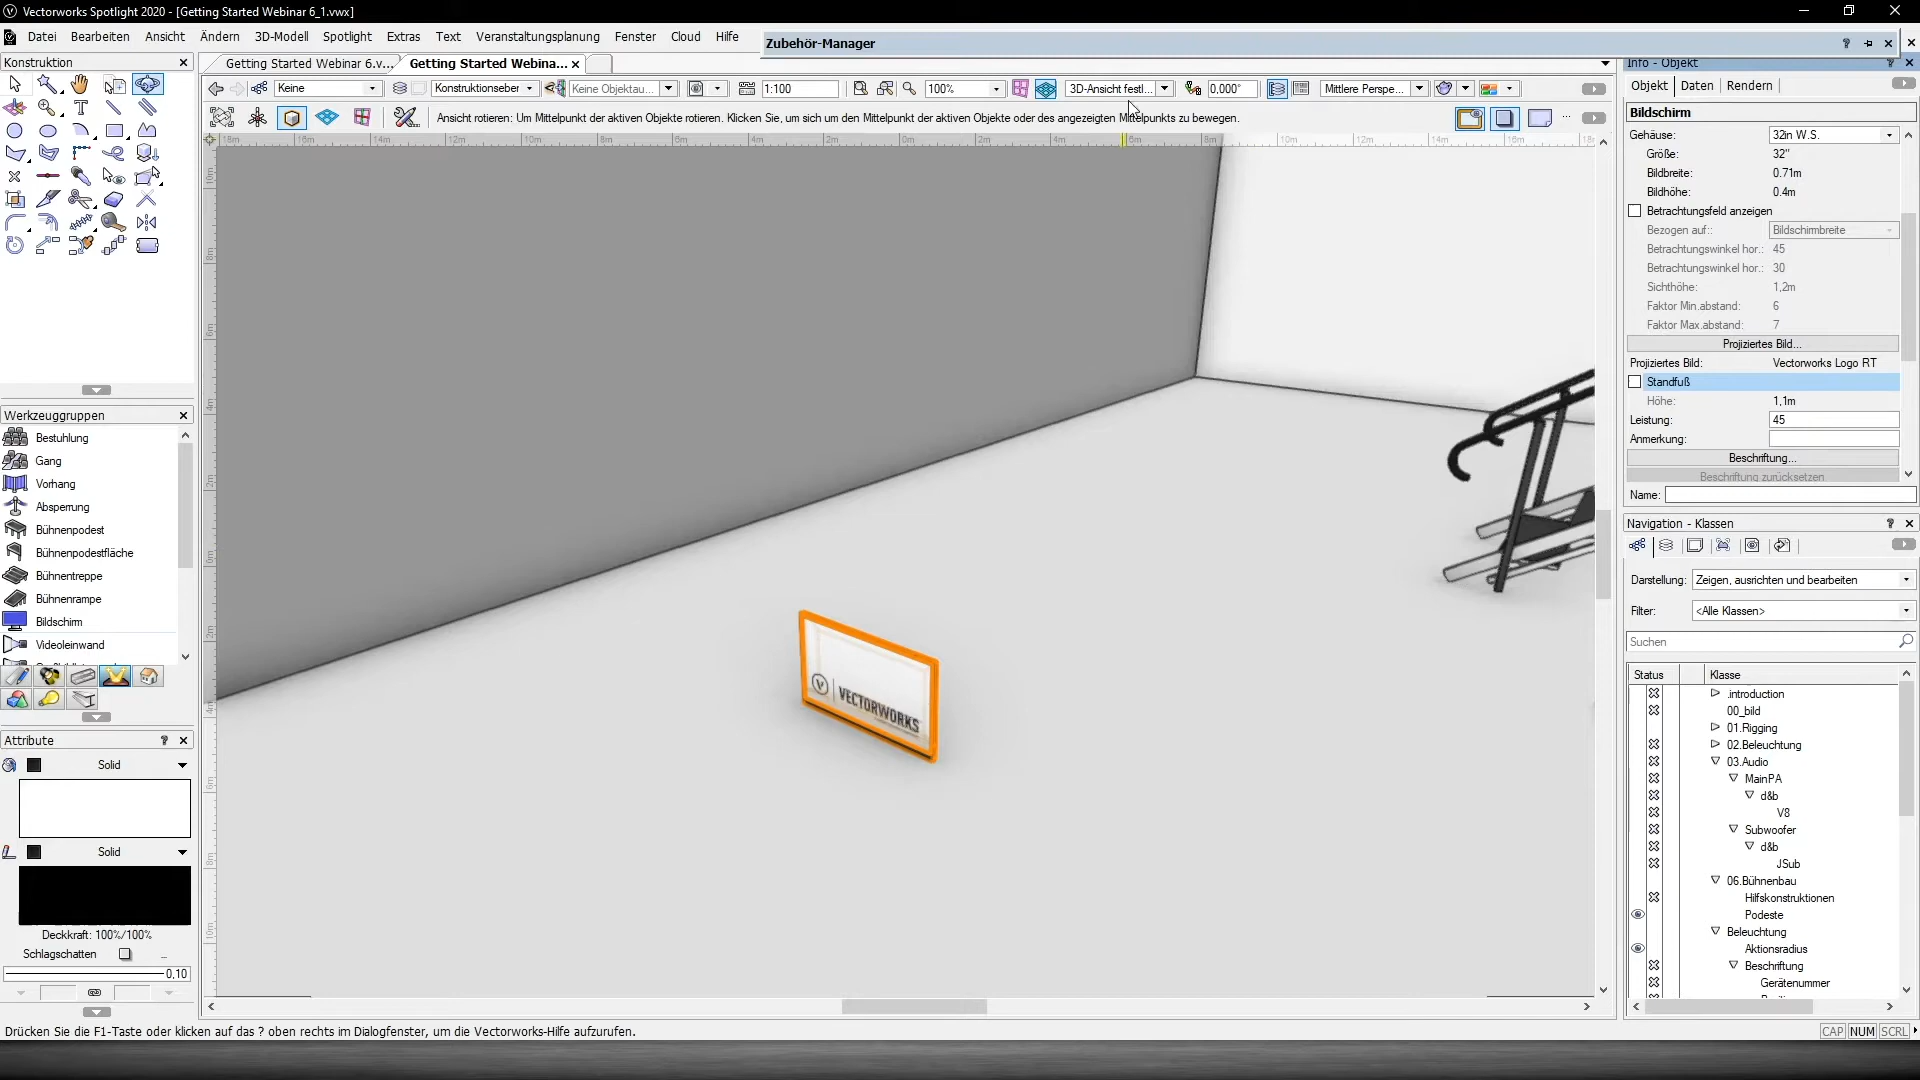 Vectorworks Spotlight 2020 - [Getting Started Webinar 6_1.vwx]
Datei Bearbeiten Ansicht Ändern 3D-Modell Spotlight Extras Text Veranstaltungsplanung Fenster Cloud Hilfe
Zubehör-Manager
Konstruktion
Getting Started Webinar 6.v...
Getting Started Webina...
Info - Objekt
Keine
Konstruktionseber
Keine Objektau...
1:100
100%
3D-Ansicht festl...
0,000°
Mittlere Perspe...
Ansicht rotieren: Um Mittelpunkt der aktiven Objekte rotieren. Klicken Sie, um sich um den Mittelpunkt der aktiven Objekte oder des angezeigten Mittelpunkts zu bewegen.
Objekt Daten Rendern
Bildschirm
Gehäuse: 32in W.S.
Größe: 32"
Bildbreite: 0.71m
Bildhöhe: 0.4m
Betrachtungsfeld anzeigen
Bezogen auf:: Bildschirmbreite
Betrachtungswinkel hor.: 45
Betrachtungswinkel hor.: 30
Sichthöhe: 1,2m
Faktor Min.abstand: 6
Faktor Max.abstand: 7
Projiziertes Bild...
Projiziertes Bild: Vectorworks Logo RT
Standfuß
Höhe: 1,1m
Leistung: 45
Anmerkung:
Beschriftung...
Beschriftung zurücksetzen
Name:
Werkzeuggruppen
Bestuhlung
Gang
Vorhang
Absperrung
Bühnenpodest
Bühnenpodestfläche
Bühnentreppe
Bühnenrampe
Bildschirm
Videoleinwand
VECTORWORKS
Navigation - Klassen
Darstellung: Zeigen, ausrichten und bearbeiten
Filter: <Alle Klassen>
Suchen
Status Klasse
.introduction
00_bild
01.Rigging
02.Beleuchtung
03.Audio
MainPA
d&b
V8
Subwoofer
d&b
JSub
06.Bühnenbau
Hilfskonstruktionen
Podeste
Beleuchtung
Aktionsradius
Beschriftung
Gerätenummer
Attribute
Solid
Solid
Deckkraft: 100%/100%
Schlagschatten
0,10
Drücken Sie die F1-Taste oder klicken auf das ? oben rechts im Dialogfenster, um die Vectorworks-Hilfe aufzurufen.
CAP NUM SCRL